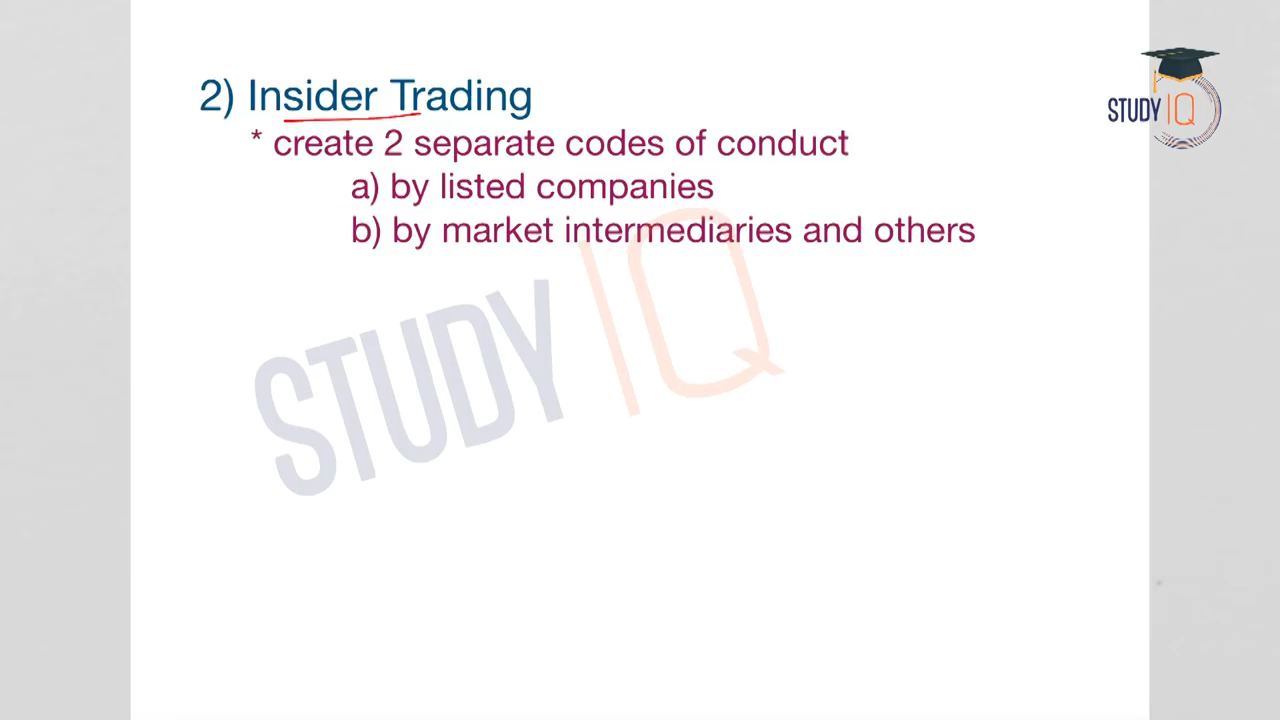 2) Insider Trading
* create 2 separate codes of conduct
a) by listed companies
b) by market intermediaries and others
STUDY IQ
STUDY IQ